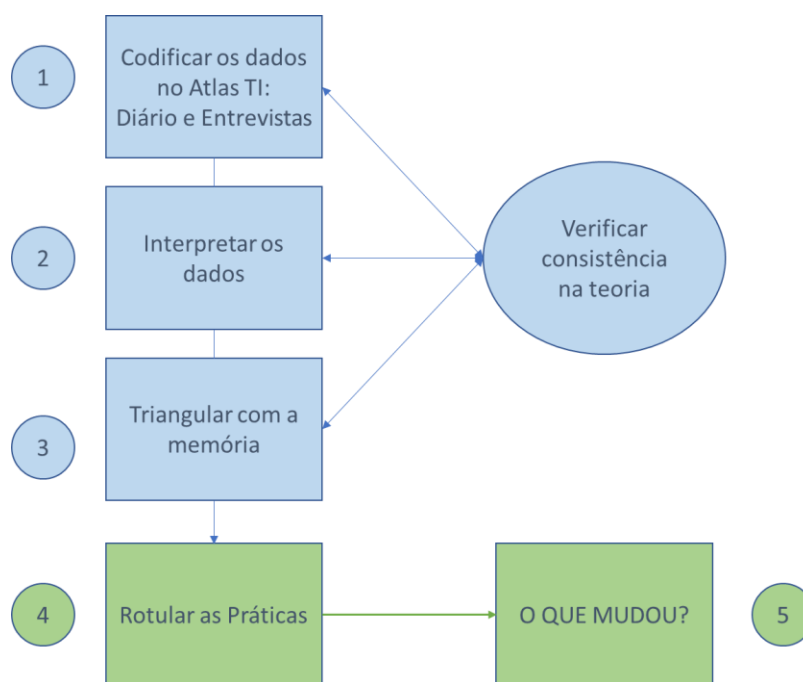 1
Codificar os dados
no Atlas TI:
Diário e Entrevistas
2
Interpretar os
dados
Verificar
consistência
na teoria
3
Triangular com a
memória
4
Rotular as Práticas
O QUE MUDOU?
5